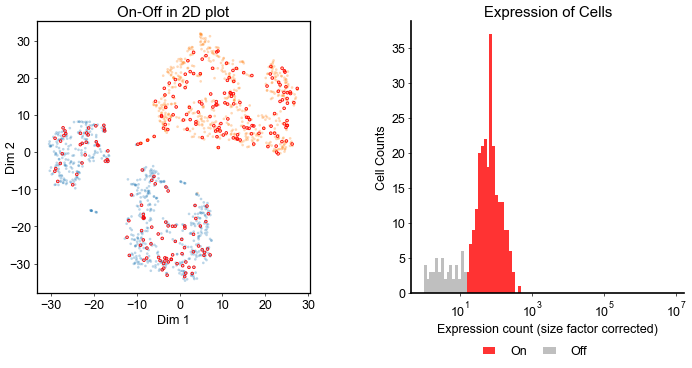 On-Off in 2D plot
Dim 2
30
20
10
0
−10
−20
−30
−30 −20 −10 0 10 20 30
Dim 1
Expression of Cells
Cell Counts
35
30
25
20
15
10
5
0
10^1 10^3 10^5 10^7
Expression count (size factor corrected)
On Off